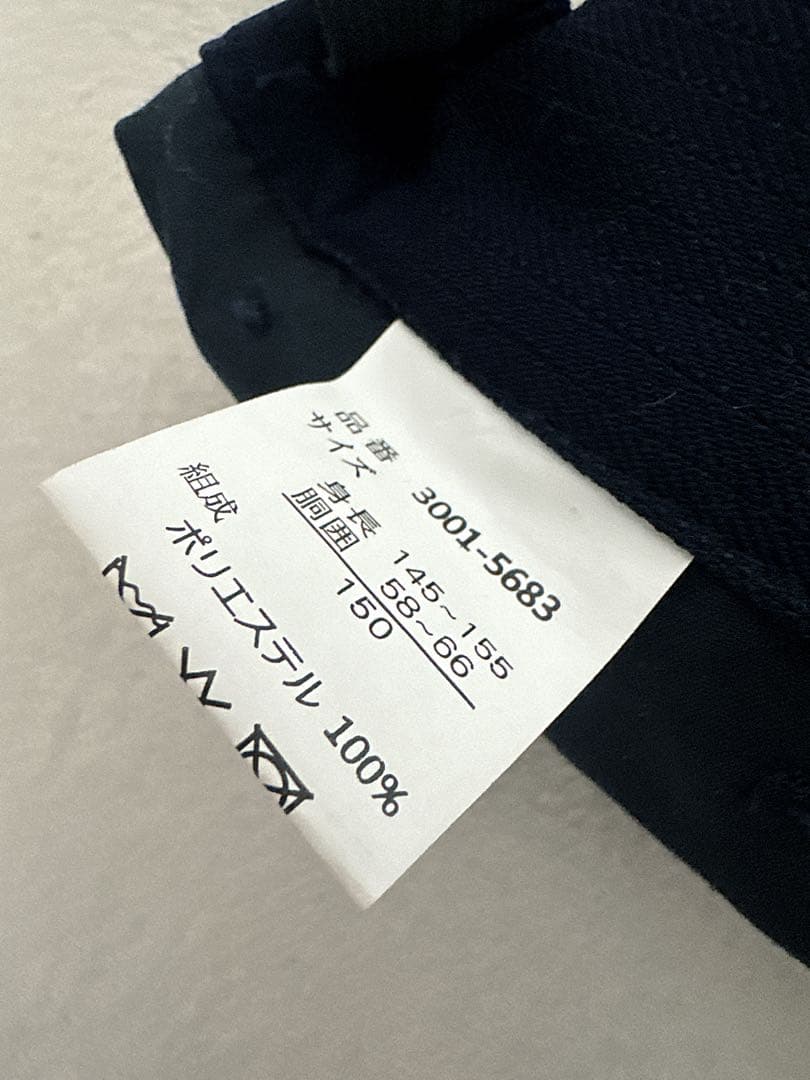 品番 3001-5683
サイズ
身長 145~155
胴囲 58~66
150
組成
ポリエステル 100%